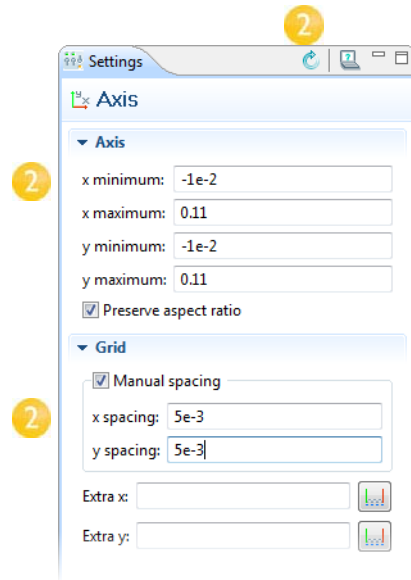 2
Settings
Axis
Axis
2
x minimum: -1e-2
x maximum: 0.11
y minimum: -1e-2
y maximum: 0.11
Preserve aspect ratio
Grid
Manual spacing
2
x spacing: 5e-3
y spacing: 5e-3
Extra x:
Extra y: